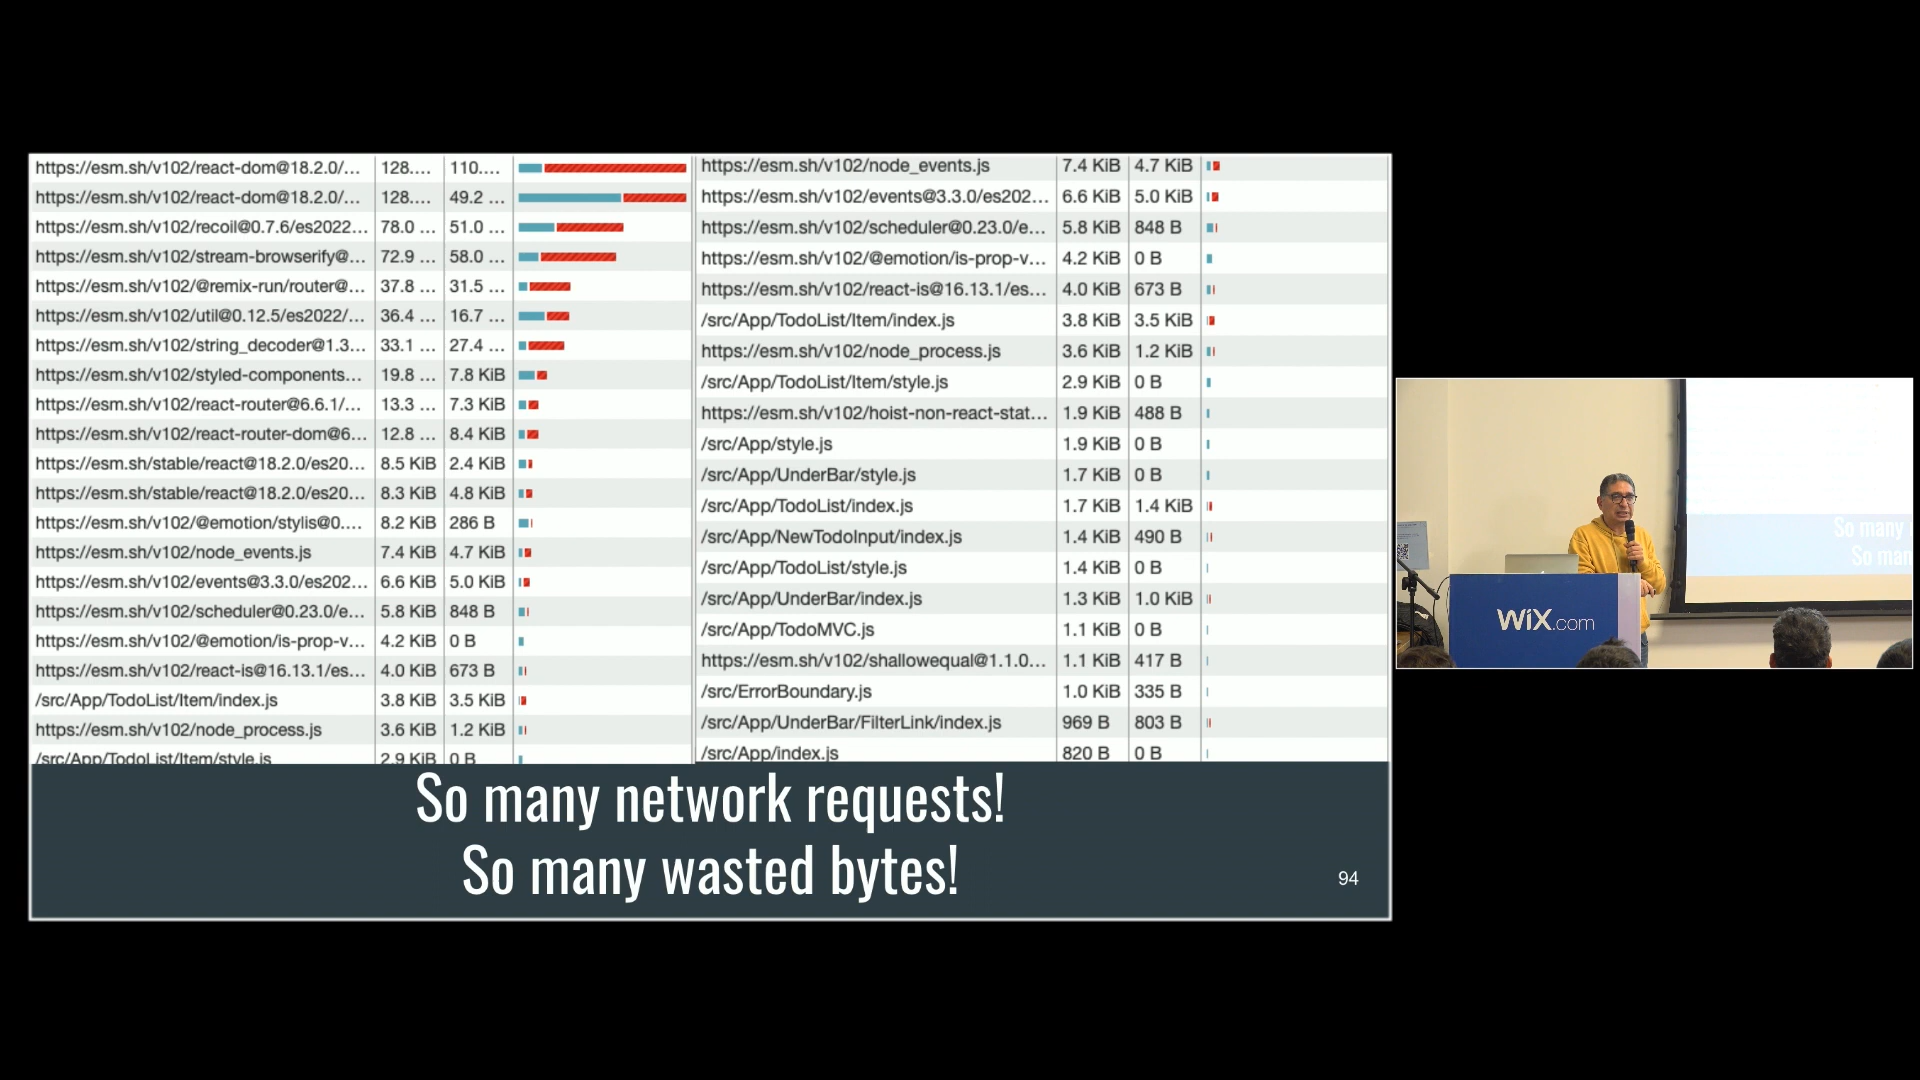 https://esm.sh/v102/react-dom@18.2.0/... 128.... 110....
https://esm.sh/v102/react-dom@18.2.0/... 128.... 49.2 ...
https://esm.sh/v102/recoil@0.7.6/es2022... 78.0 ... 51.0 ...
https://esm.sh/v102/stream-browserify@... 72.9 ... 58.0 ...
https://esm.sh/v102/@remix-run/router@... 37.8 ... 31.5 ...
https://esm.sh/v102/util@0.12.5/es2022/... 36.4 ... 16.7 ...
https://esm.sh/v102/string_decoder@1.3... 33.1 ... 27.4 ...
https://esm.sh/v102/styled-components... 19.8 ... 7.8 KiB
https://esm.sh/v102/react-router@6.6.1/... 13.3 ... 7.3 KiB
https://esm.sh/v102/react-router-dom@6... 12.8 ... 8.4 KiB
https://esm.sh/stable/react@18.2.0/es20... 8.5 KiB 2.4 KiB
https://esm.sh/stable/react@18.2.0/es20... 8.3 KiB 4.8 KiB
https://esm.sh/v102/@emotion/stylis@0.... 8.2 KiB 286 B
https://esm.sh/v102/node_events.js 7.4 KiB 4.7 KiB
https://esm.sh/v102/events@3.3.0/es202... 6.6 KiB 5.0 KiB
https://esm.sh/v102/scheduler@0.23.0/e... 5.8 KiB 848 B
https://esm.sh/v102/@emotion/is-prop-v... 4.2 KiB 0 B
https://esm.sh/v102/react-is@16.13.1/es... 4.0 KiB 673 B
/src/App/TodoList/Item/index.js 3.8 KiB 3.5 KiB
https://esm.sh/v102/node_process.js 3.6 KiB 1.2 KiB
/src/App/TodoList/Item/style.js 2.9 KiB 0 B
https://esm.sh/v102/node_events.js 7.4 KiB 4.7 KiB
https://esm.sh/v102/events@3.3.0/es202... 6.6 KiB 5.0 KiB
https://esm.sh/v102/scheduler@0.23.0/e... 5.8 KiB 848 B
https://esm.sh/v102/@emotion/is-prop-v... 4.2 KiB 0 B
https://esm.sh/v102/react-is@16.13.1/es... 4.0 KiB 673 B
/src/App/TodoList/Item/index.js 3.8 KiB 3.5 KiB
https://esm.sh/v102/node_process.js 3.6 KiB 1.2 KiB
/src/App/TodoList/Item/style.js 2.9 KiB 0 B
https://esm.sh/v102/hoist-non-react-stat... 1.9 KiB 488 B
/src/App/style.js 1.9 KiB 0 B
/src/App/UnderBar/style.js 1.7 KiB 0 B
/src/App/TodoList/index.js 1.7 KiB 1.4 KiB
/src/App/NewTodoInput/index.js 1.4 KiB 490 B
/src/App/TodoList/style.js 1.4 KiB 0 B
/src/App/UnderBar/index.js 1.3 KiB 1.0 KiB
/src/App/TodoMVC.js 1.1 KiB 0 B
https://esm.sh/v102/shallowequal@1.1.0... 1.1 KiB 417 B
/src/ErrorBoundary.js 1.0 KiB 335 B
/src/App/UnderBar/FilterLink/index.js 969 B 803 B
/src/App/index.js 820 B 0 B
So many network requests!
So many wasted bytes!
94
So many
So man
WiX.com